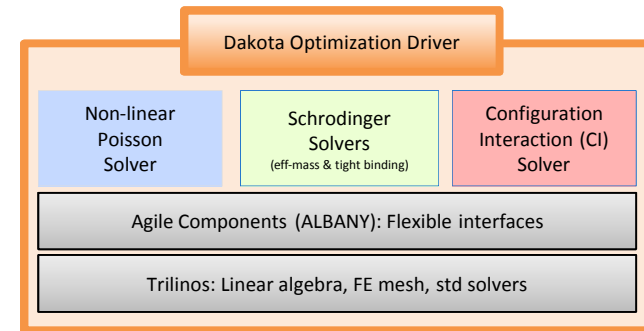 Dakota Optimization Driver
Non-linear
Poisson
Solver
Schrodinger
Solvers
(eff-mass & tight binding)
Configuration
Interaction (CI)
Solver
Agile Components (ALBANY): Flexible interfaces
Trilinos: Linear algebra, FE mesh, std solvers